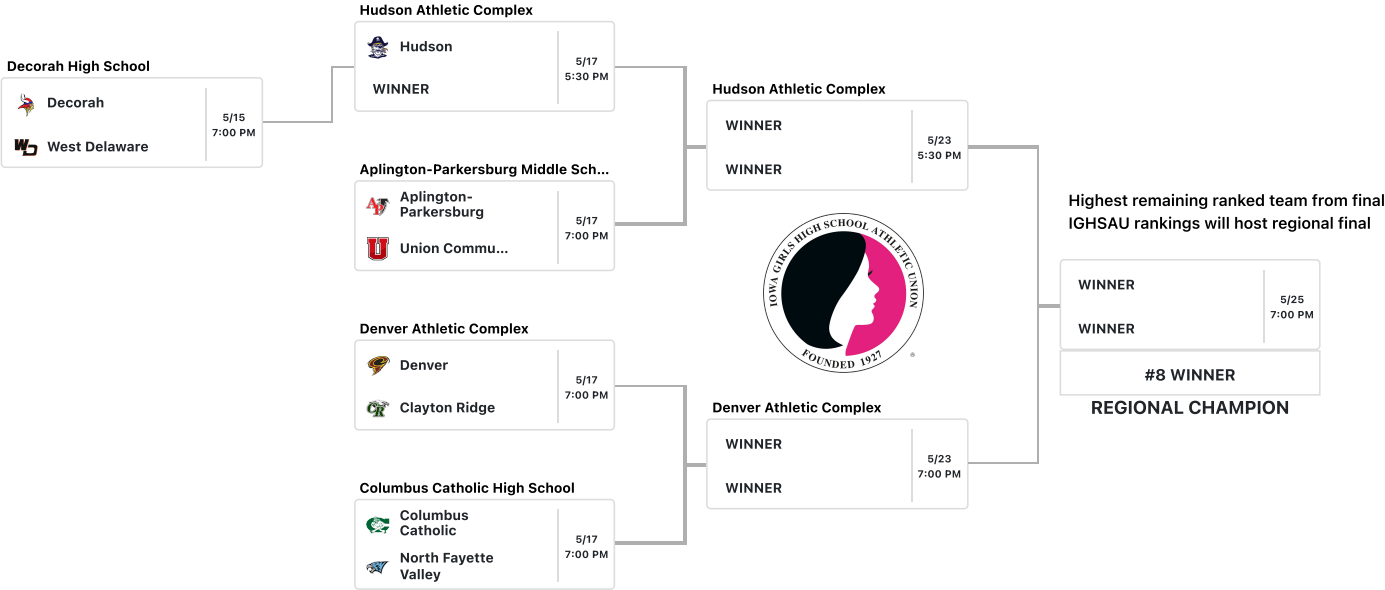 Decorah High School
Decorah
West Delaware
5/15
7:00 PM
Hudson Athletic Complex
Hudson
WINNER
5/17
5:30 PM
Aplington-Parkersburg Middle Sch...
Aplington-
Parkersburg
Union Commu...
5/17
7:00 PM
Denver Athletic Complex
Denver
Clayton Ridge
5/17
7:00 PM
Columbus Catholic High School
Columbus
Catholic
North Fayette
Valley
5/17
7:00 PM
Hudson Athletic Complex
WINNER
WINNER
5/23
5:30 PM
IOWA GIRLS HIGH SCHOOL ATHLETIC UNION
FOUNDED 1927
Denver Athletic Complex
WINNER
WINNER
5/23
7:00 PM
Highest remaining ranked team from final
IGHSAU rankings will host regional final
WINNER
WINNER
5/25
7:00 PM
#8 WINNER
REGIONAL CHAMPION